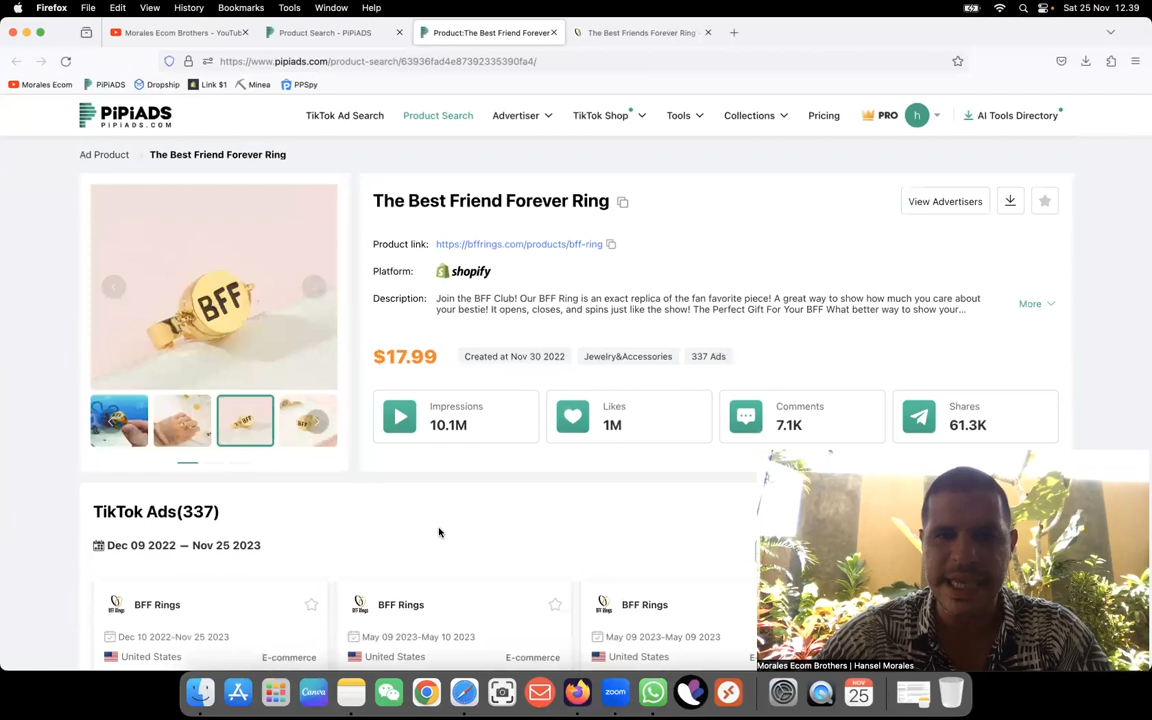 Firefox File Edit View History Bookmarks Tools Window Help Sat 25 Nov 12.39
Morales Ecom Brothers - YouTub Product Search - PiPiADS Product:The Best Friend Forever The Best Friends Forever Ring
https://www.pipiads.com/product-search/63936fad4e87392335390fa4/
Morales Ecom PiPiADS Dropship Link $1 Minea PPSpy
PiPiADS
PIPIADS.COM
TikTok Ad Search Product Search Advertiser TikTok Shop Tools Collections Pricing PRO h AI Tools Directory
Ad Product The Best Friend Forever Ring
The Best Friend Forever Ring
View Advertisers
Product link: https://bffrings.com/products/bff-ring
Platform: shopify
Description: Join the BFF Club! Our BFF Ring is an exact replica of the fan favorite piece! A great way to show how much you care about
your bestie! It opens, closes, and spins just like the show! The Perfect Gift For Your BFF What better way to show your...
More
BFF
$17.99 Created at Nov 30 2022 Jewelry&Accessories 337 Ads
Impressions
10.1M
Likes
1M
Comments
7.1K
Shares
61.3K
TikTok Ads(337)
Dec 09 2022 – Nov 25 2023
BFF Rings
Dec 10 2022-Nov 25 2023
United States E-commerce
BFF Rings
May 09 2023-May 10 2023
United States E-commerce
BFF Rings
May 09 2023-May 09 2023
United States
Morales Ecom Brothers | Hansel Morales
Canva
zoom
NOV
25